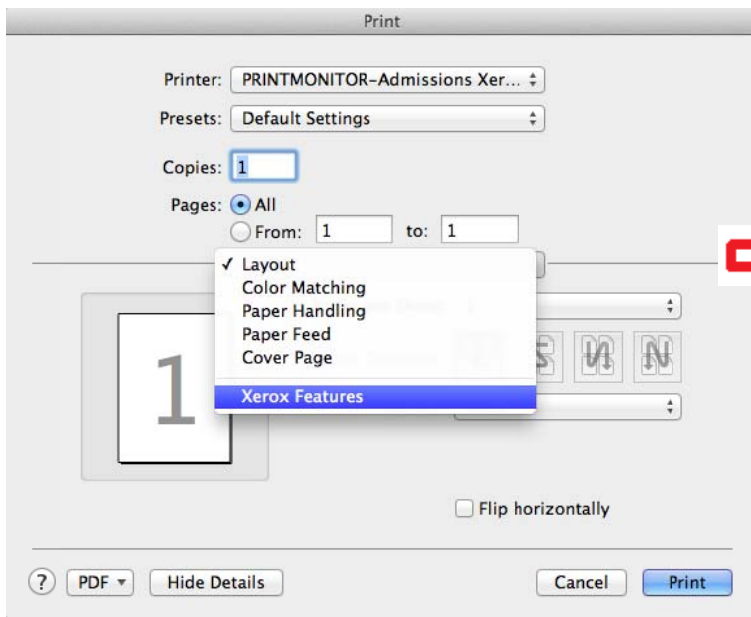 Print
Printer: PRINTMONITOR-Admissions Xer...
Presets: Default Settings
Copies: 1
Pages: All
From: 1 to: 1
✓ Layout
Color Matching
Paper Handling
Paper Feed
Cover Page
Xerox Features
1
Flip horizontally
? PDF Hide Details Cancel Print